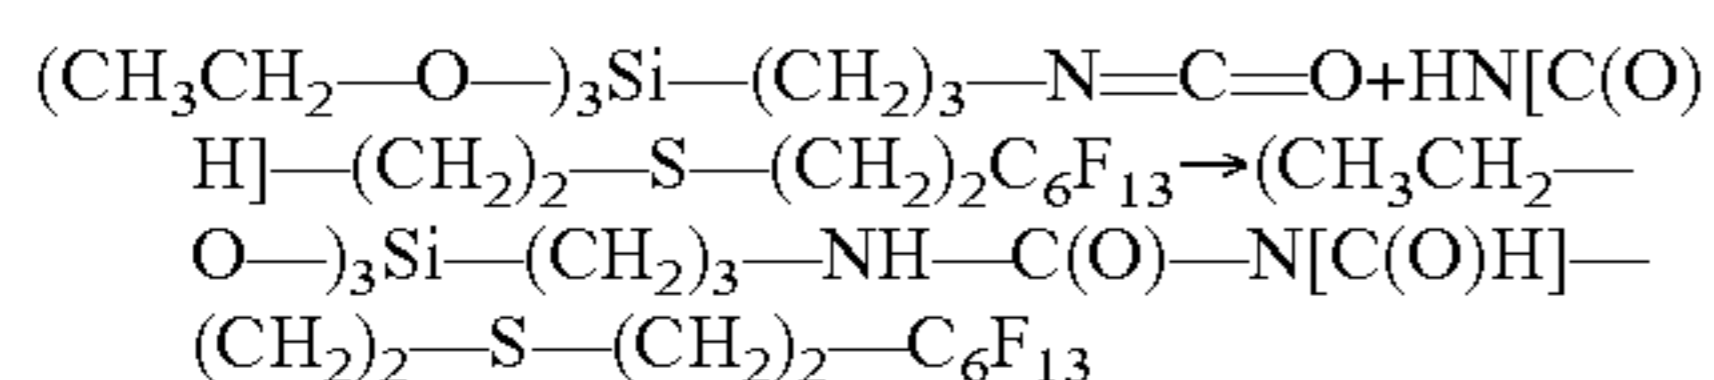 (CH₃CH₂—O—)₃Si—(CH₂)₃—N═C═O+HN[C(O)
H]—(CH₂)₂—S—(CH₂)₂C₆F₁₃→(CH₃CH₂—
O—)₃Si—(CH₂)₃—NH—C(O)—N[C(O)H]—
(CH₂)₂—S—(CH₂)₂—C₆F₁₃